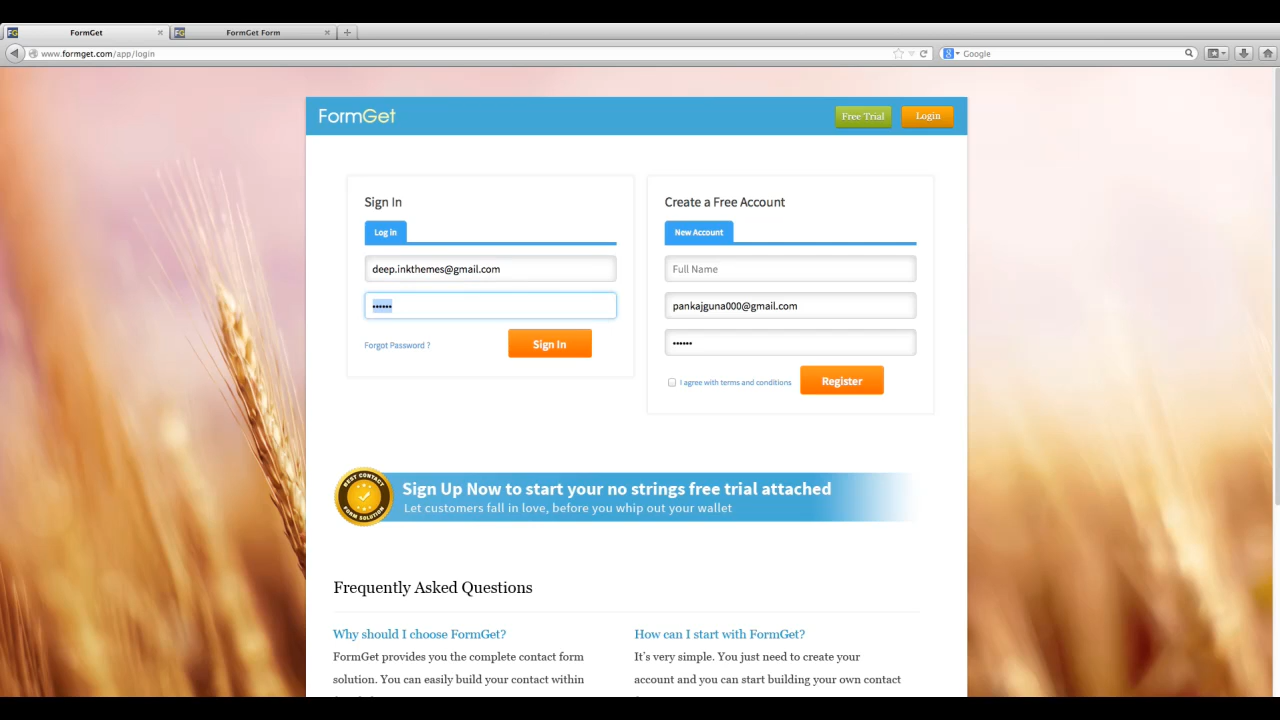 FormGet
FormGet Form
www.formget.com/app/login
Google
FormGet
Free Trial
Login
Sign In
Log in
deep.inkthemes@gmail.com
••••••
Forgot Password ?
Sign In
Create a Free Account
New Account
Full Name
pankajguna000@gmail.com
••••••
I agree with terms and conditions
Register
BEST CONTACT
FORM SOLUTION
Sign Up Now to start your no strings free trial attached
Let customers fall in love, before you whip out your wallet
Frequently Asked Questions
Why should I choose FormGet?
FormGet provides you the complete contact form
solution. You can easily build your contact within
How can I start with FormGet?
It's very simple. You just need to create your
account and you can start building your own contact